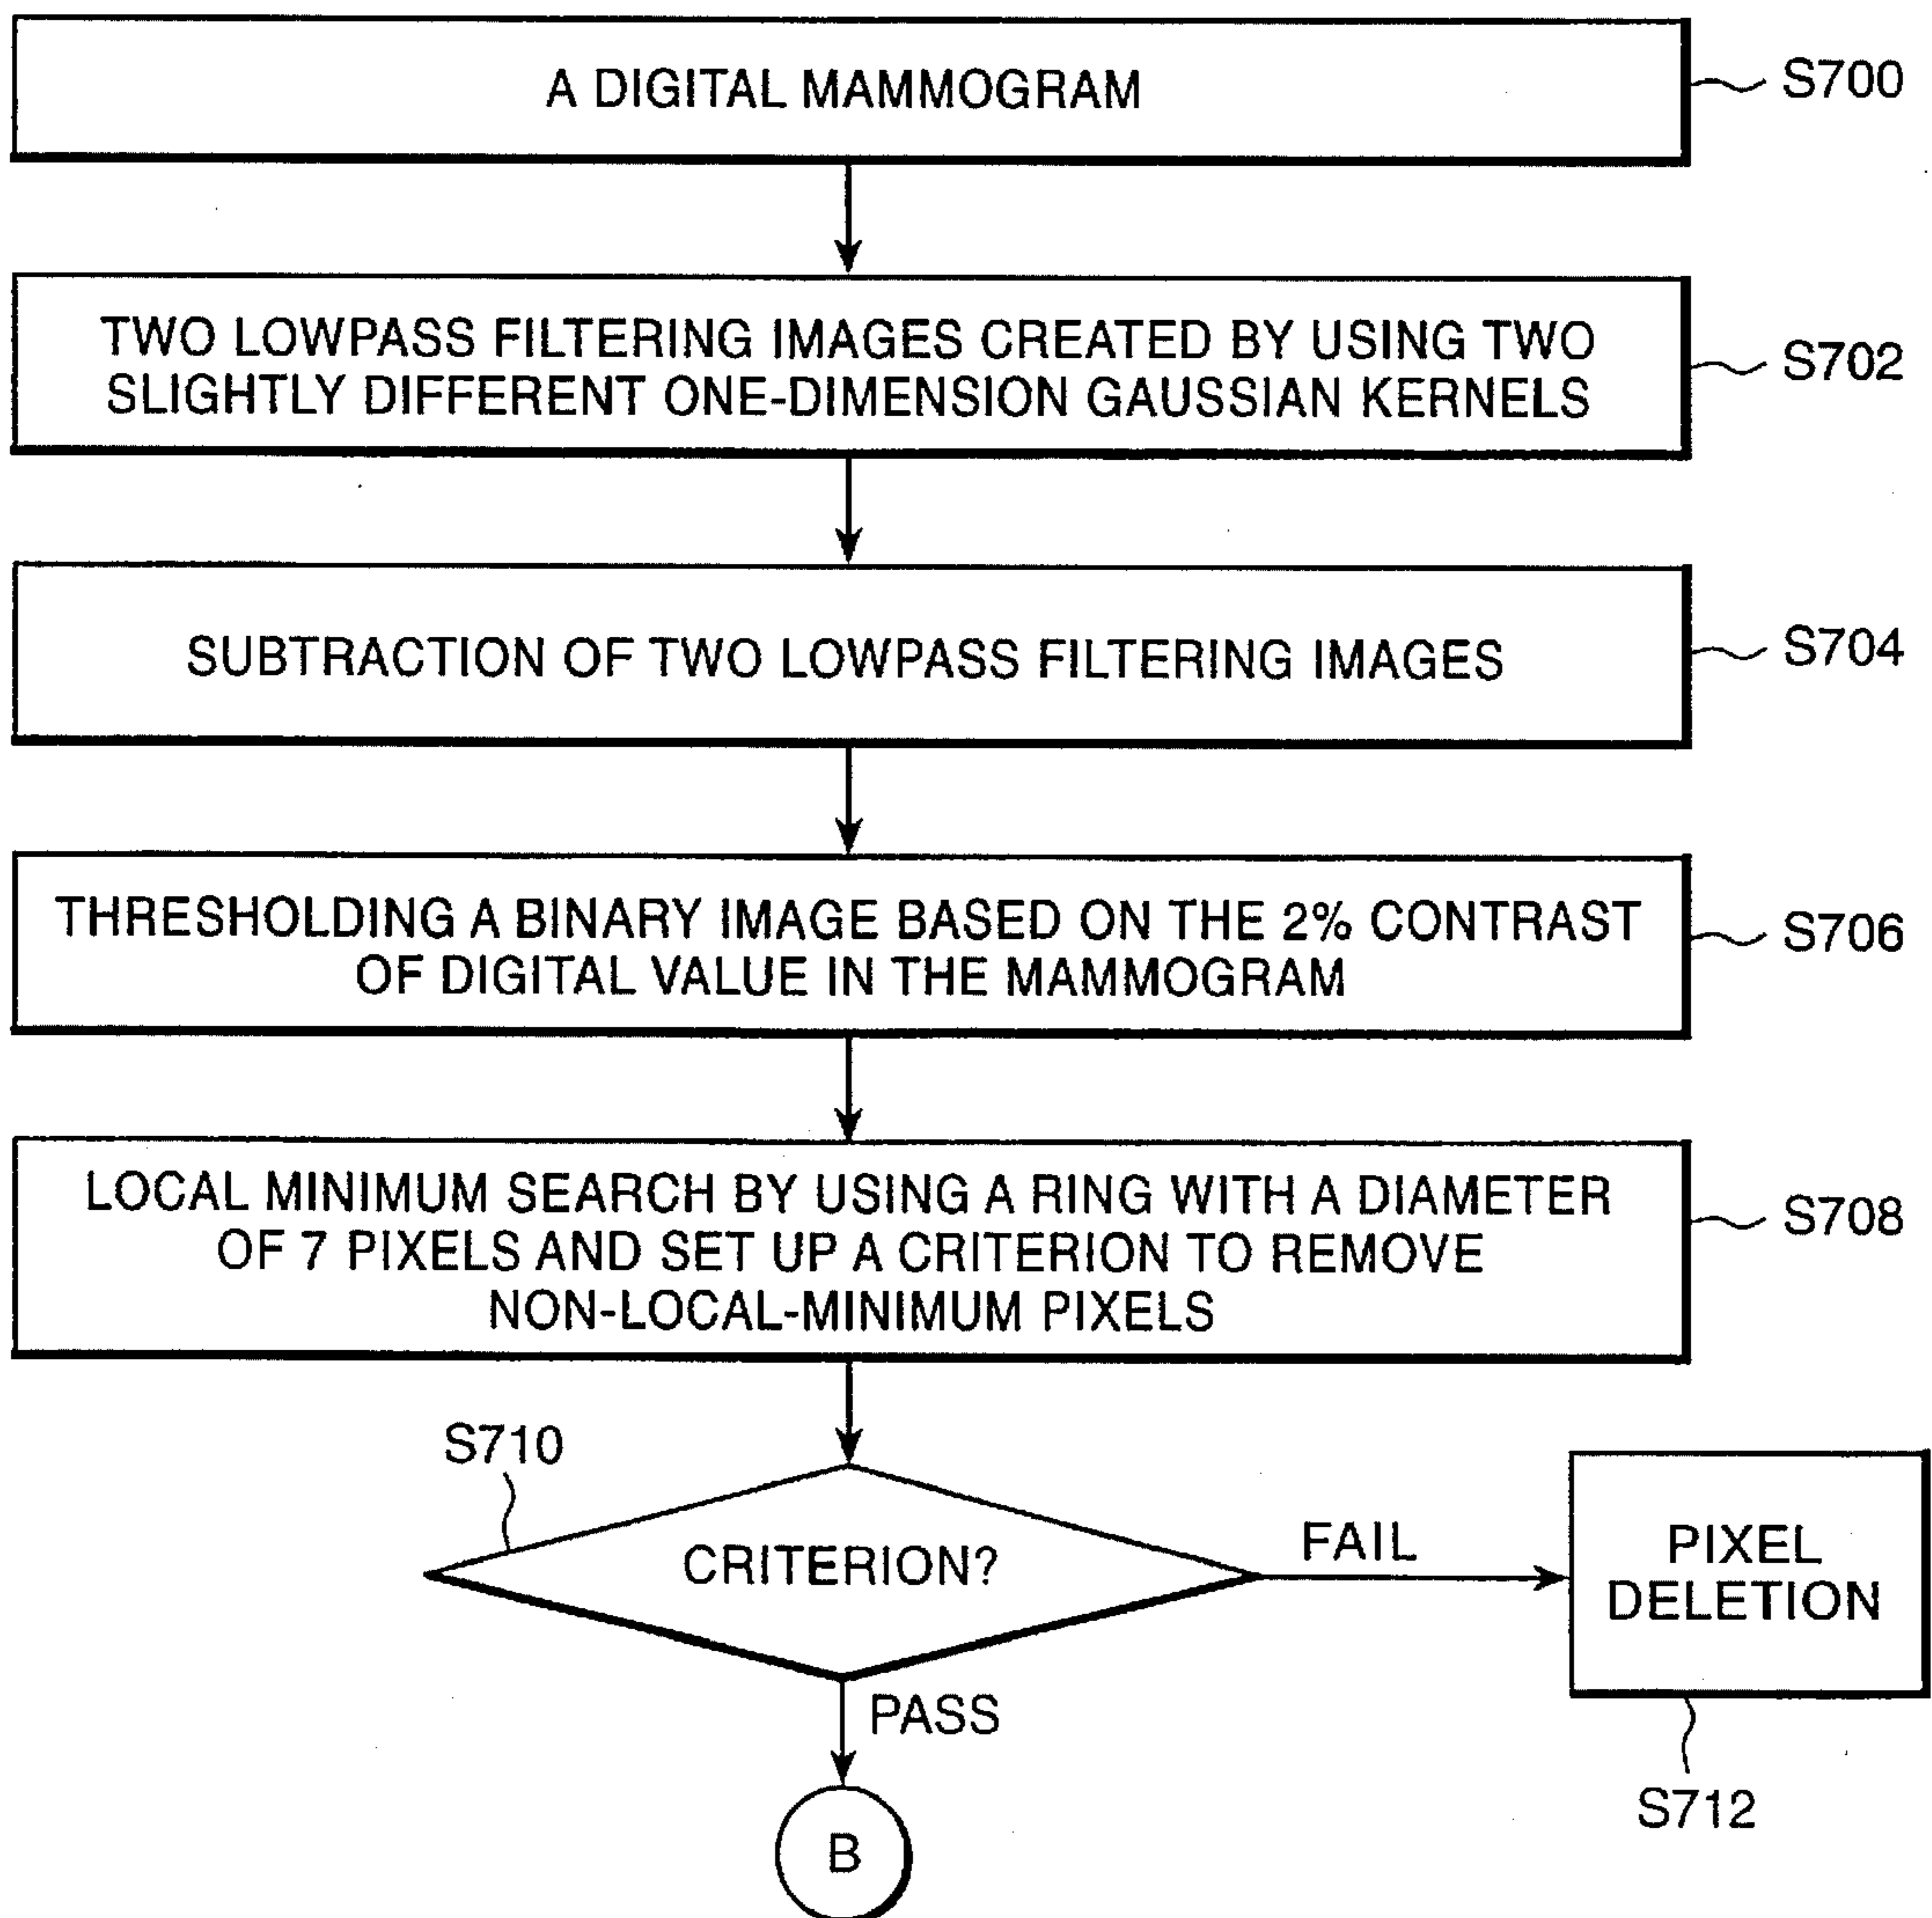 A DIGITAL MAMMOGRAM
S700
TWO LOWPASS FILTERING IMAGES CREATED BY USING TWO
SLIGHTLY DIFFERENT ONE-DIMENSION GAUSSIAN KERNELS
S702
SUBTRACTION OF TWO LOWPASS FILTERING IMAGES
S704
THRESHOLDING A BINARY IMAGE BASED ON THE 2% CONTRAST
OF DIGITAL VALUE IN THE MAMMOGRAM
S706
LOCAL MINIMUM SEARCH BY USING A RING WITH A DIAMETER
OF 7 PIXELS AND SET UP A CRITERION TO REMOVE
NON-LOCAL-MINIMUM PIXELS
S708
S710
CRITERION?
FAIL
PIXEL
DELETION
S712
PASS
B